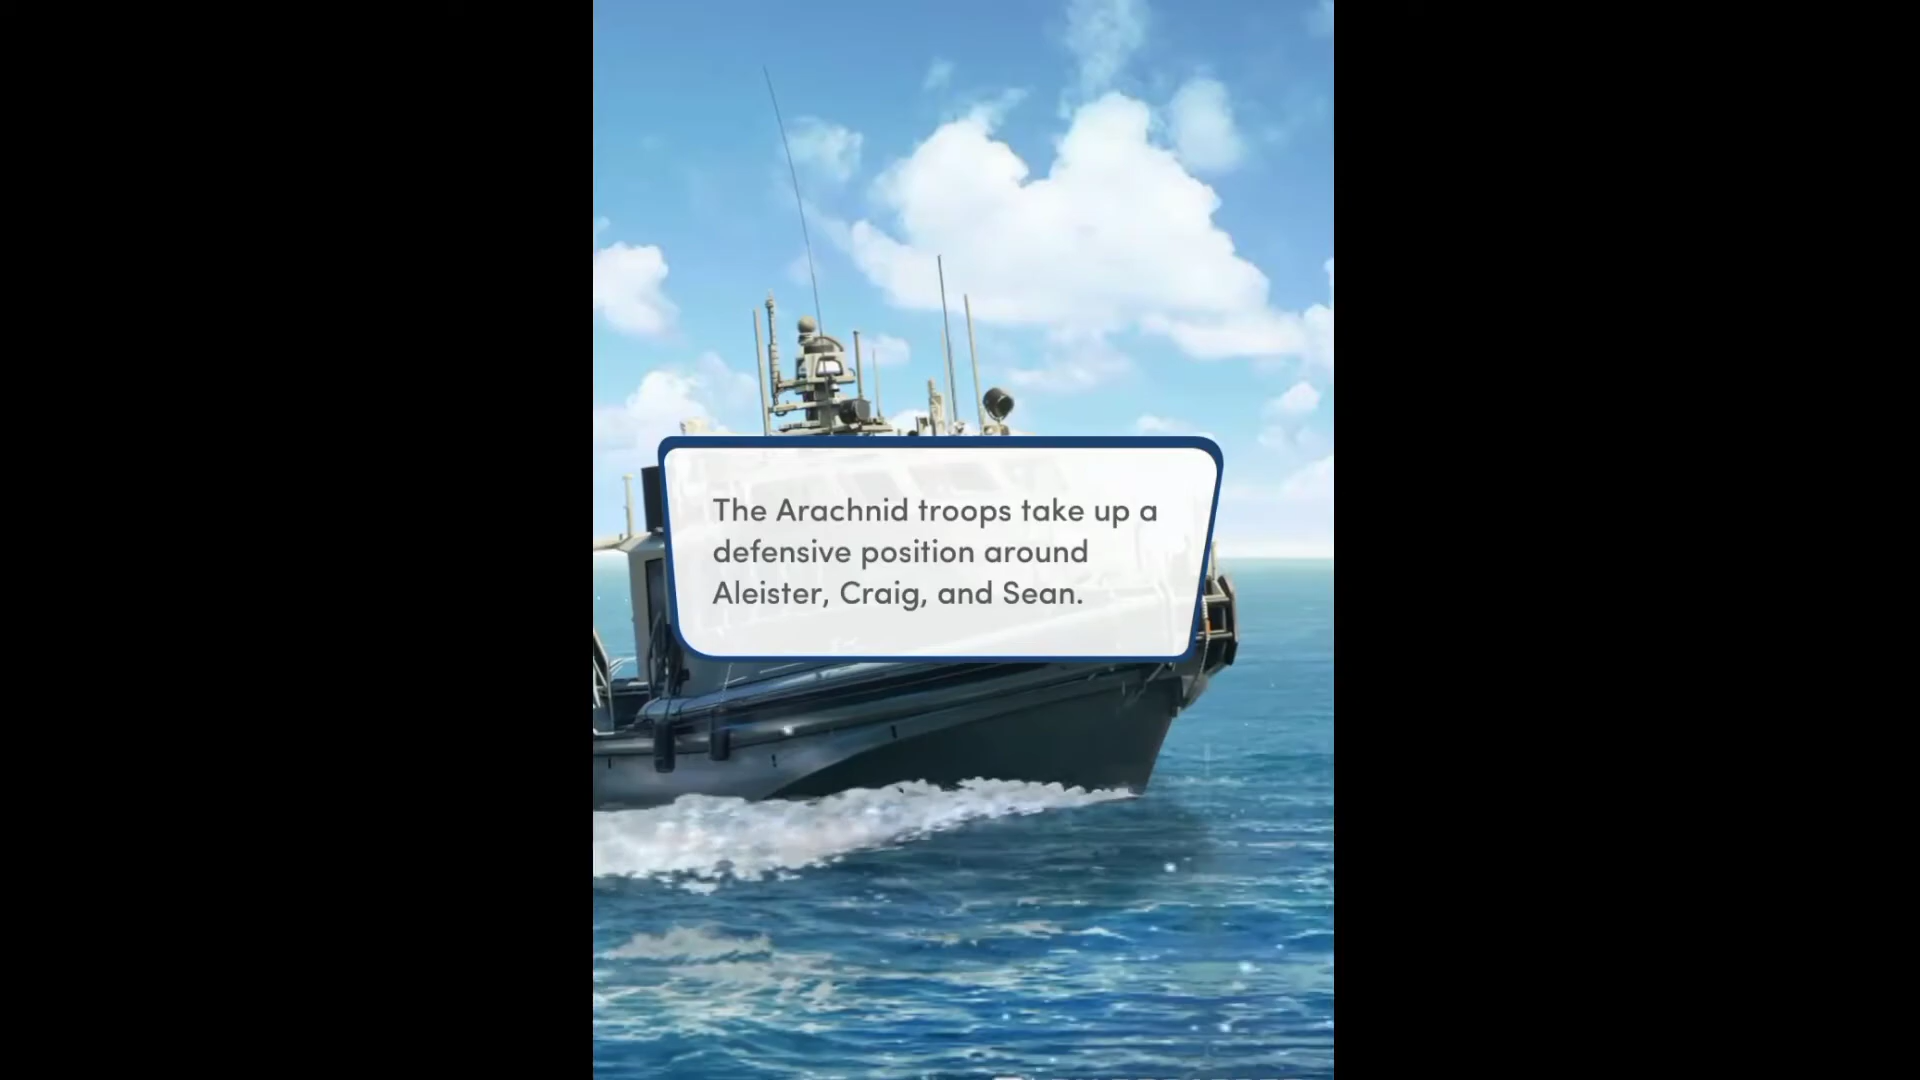 The Arachnid troops take up a
defensive position around
Aleister, Craig, and Sean.